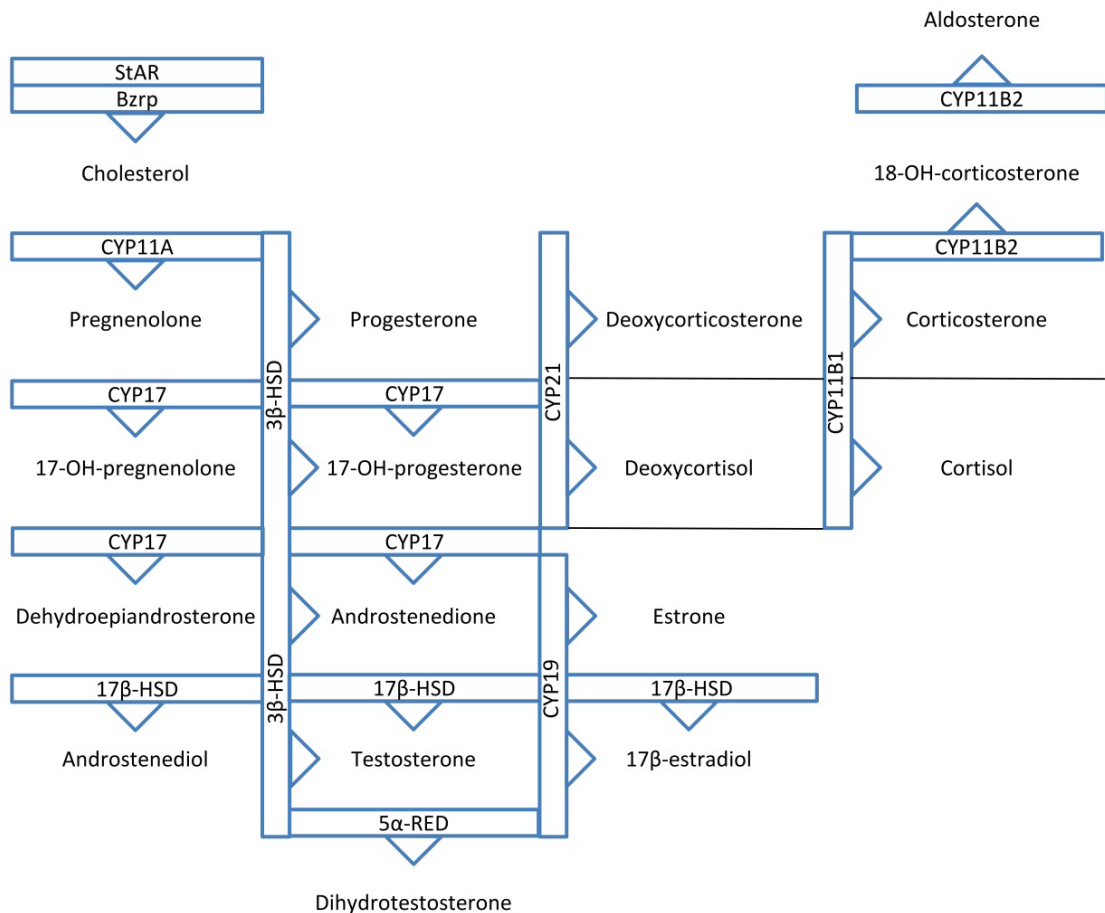 Aldosterone
StAR
Bzrp
CYP11B2
Cholesterol
18-OH-corticosterone
CYP11A
CYP11B2
Pregnenolone
Progesterone
Deoxycorticosterone
Corticosterone
3β-HSD
CYP21
CYP11B1
CYP17
CYP17
17-OH-pregnenolone
17-OH-progesterone
Deoxycortisol
Cortisol
CYP17
CYP17
Dehydroepiandrosterone
Androstenedione
Estrone
3β-HSD
CYP19
17β-HSD
17β-HSD
17β-HSD
Androstenediol
Testosterone
17β-estradiol
5α-RED
Dihydrotestosterone